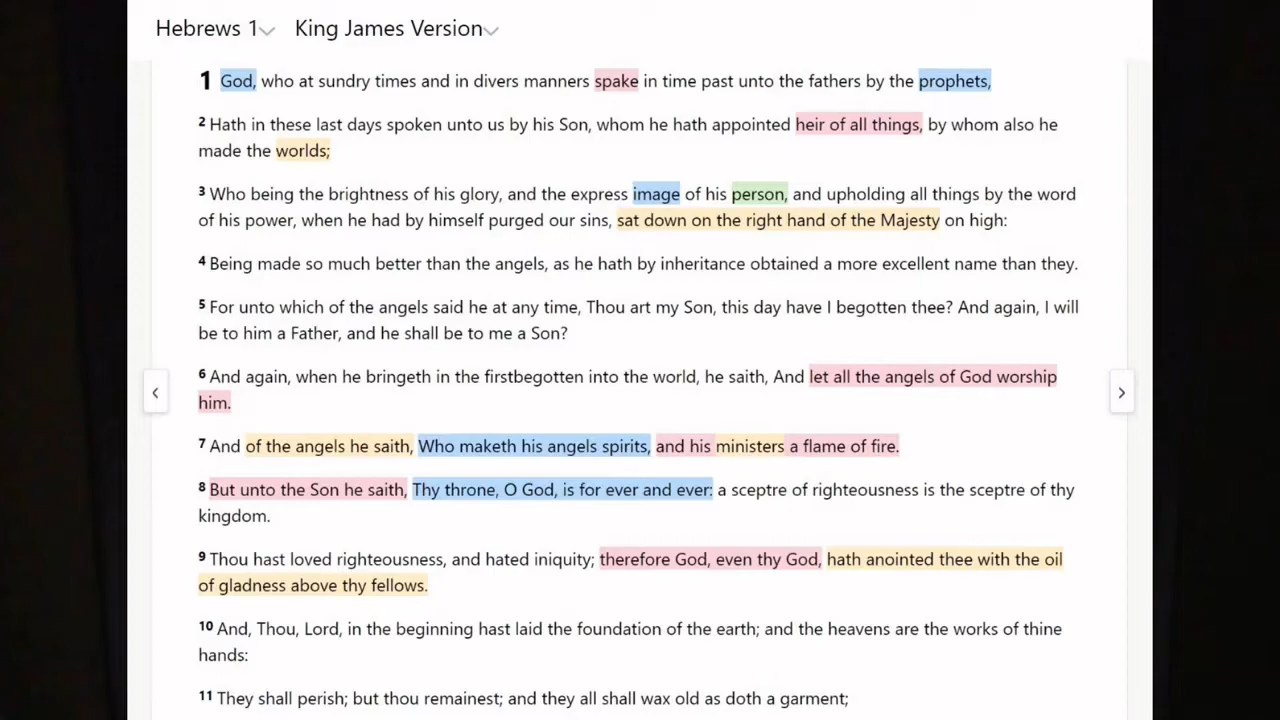 Hebrews 1 King James Version
1 God, who at sundry times and in divers manners spake in time past unto the fathers by the prophets,
2 Hath in these last days spoken unto us by his Son, whom he hath appointed heir of all things, by whom also he
made the worlds;
3 Who being the brightness of his glory, and the express image of his person, and upholding all things by the word
of his power, when he had by himself purged our sins, sat down on the right hand of the Majesty on high:
4 Being made so much better than the angels, as he hath by inheritance obtained a more excellent name than they.
5 For unto which of the angels said he at any time, Thou art my Son, this day have I begotten thee? And again, I will
be to him a Father, and he shall be to me a Son?
6 And again, when he bringeth in the firstbegotten into the world, he saith, And let all the angels of God worship
him.
7 And of the angels he saith, Who maketh his angels spirits, and his ministers a flame of fire.
8 But unto the Son he saith, Thy throne, O God, is for ever and ever: a sceptre of righteousness is the sceptre of thy
kingdom.
9 Thou hast loved righteousness, and hated iniquity; therefore God, even thy God, hath anointed thee with the oil
of gladness above thy fellows.
10 And, Thou, Lord, in the beginning hast laid the foundation of the earth; and the heavens are the works of thine
hands:
11 They shall perish; but thou remainest; and they all shall wax old as doth a garment;